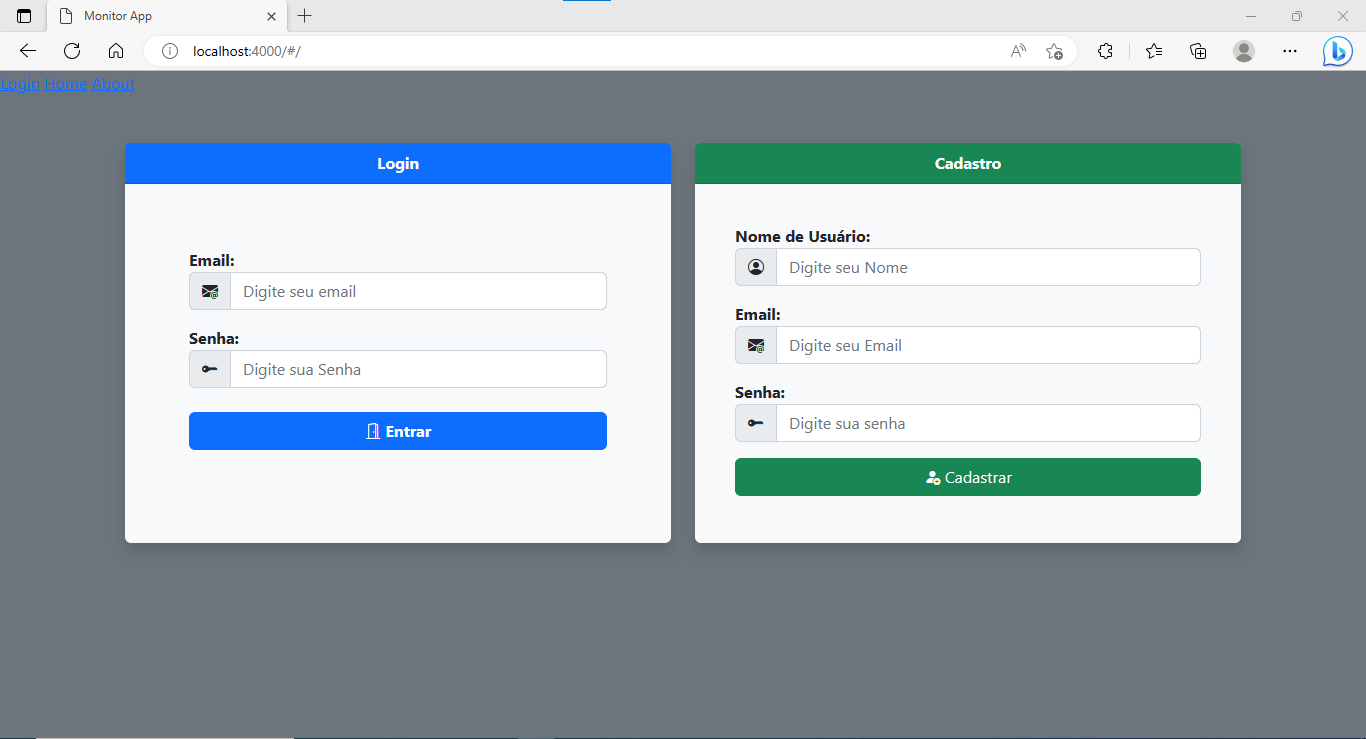 Monitor App
localhost:4000/#/
Login Home About
Login
Email:
Digite seu email
Senha:
Digite sua Senha
Entrar
Cadastro
Nome de Usuário:
Digite seu Nome
Email:
Digite seu Email
Senha:
Digite sua senha
Cadastrar